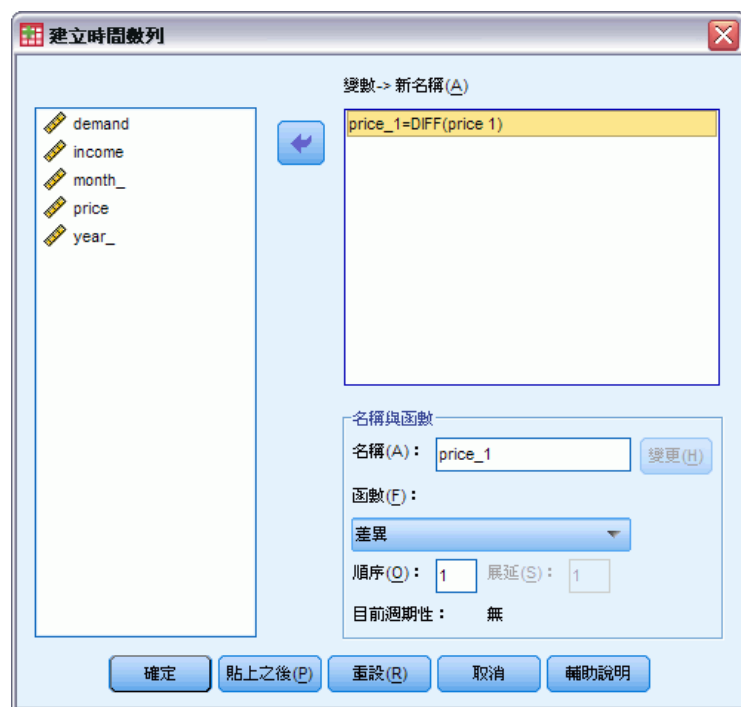 建立時間數列
變數-> 新名稱(A)
demand
income
month_
price
year_
price_1=DIFF(price 1)
名稱與函數
名稱(A)： price_1 變更(H)
函數(F)：
差異
順序(O)： 1 展延(S)： 1
目前週期性： 無
確定 貼上之後(P) 重設(R) 取消 輔助說明